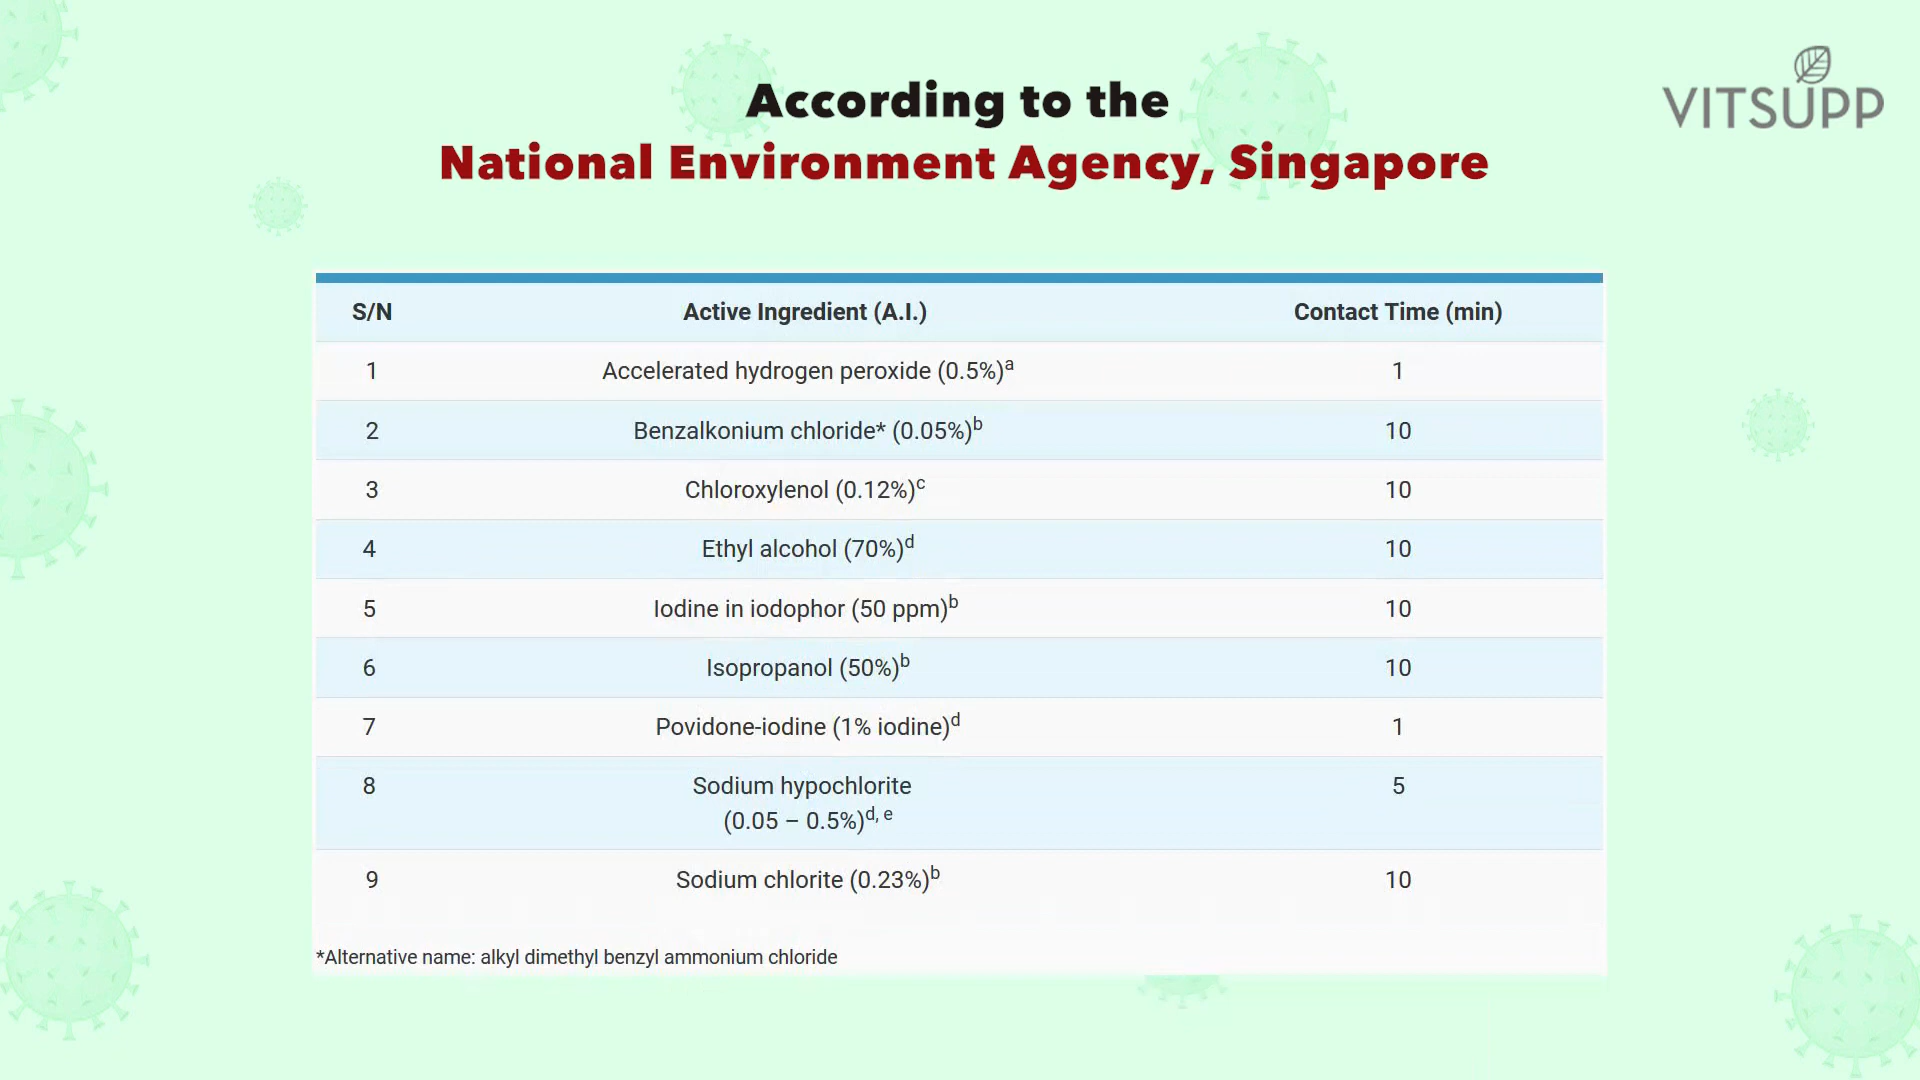 According to the
VITSUPP
National Environment Agency, Singapore
S/N Active Ingredient (A.I.) Contact Time (min)
1 Accelerated hydrogen peroxide (0.5%)a 1
2 Benzalkonium chloride* (0.05%)b 10
3 Chloroxylenol (0.12%)c 10
4 Ethyl alcohol (70%)d 10
5 Iodine in iodophor (50 ppm)b 10
6 Isopropanol (50%)b 10
7 Povidone-iodine (1% iodine)d 1
8 Sodium hypochlorite 5
(0.05 – 0.5%)d, e
9 Sodium chlorite (0.23%)b 10
*Alternative name: alkyl dimethyl benzyl ammonium chloride